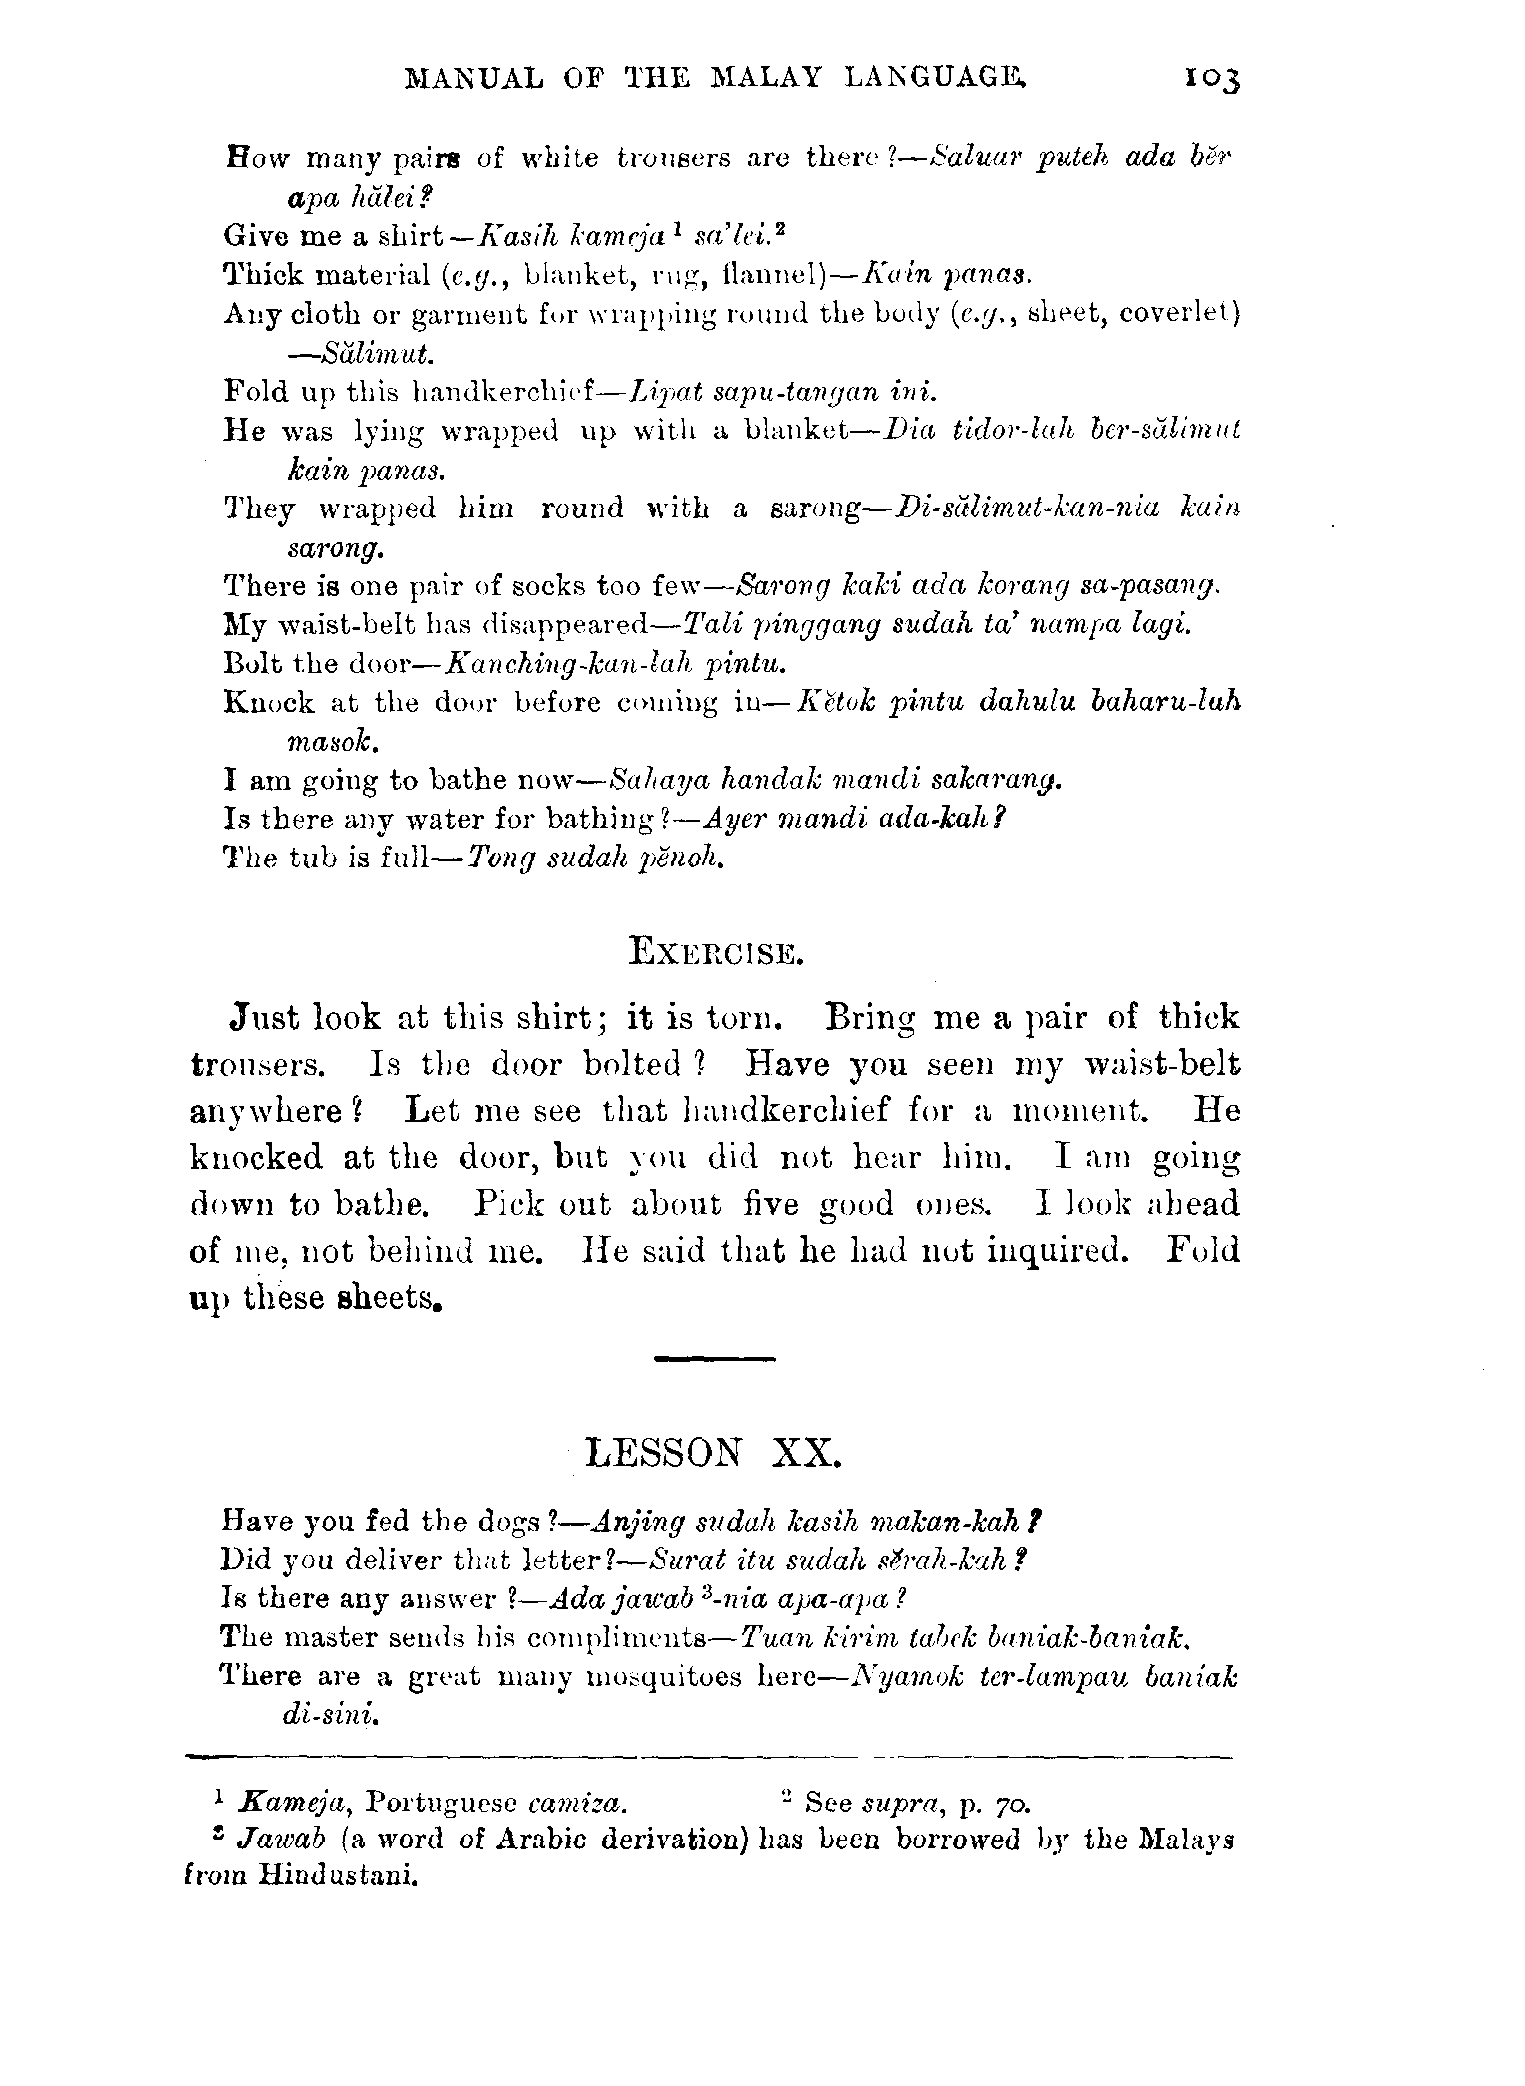 MANUAL OF THE MALAY LANGUAGE. 103
How many pairs of white trousers are there?—Saluar puteh ada bĕr
apa hălei?
Give me a shirt—Kasih kameja¹ sa'lei.²
Thick material (e.g., blanket, rug, flannel)—Kain panas.
Any cloth or garment for wrapping round the body (e.g., sheet, coverlet)
—Sălimut.
Fold up this handkerchief—Lipat sapu-tangan ini.
He was lying wrapped up with a blanket—Dia tidor-lah ber-sălimut
kain panas.
They wrapped him round with a sarong—Di-sălimut-kan-nia kain
sarong.
There is one pair of socks too few—Sarong kaki ada korang sa-pasang.
My waist-belt has disappeared—Tali pinggang sudah ta' nampa lagi.
Bolt the door—Kanching-kan-lah pintu.
Knock at the door before coming in—Kĕtok pintu dahulu baharu-lah
masok.
I am going to bathe now—Sahaya handak mandi sakarang.
Is there any water for bathing?—Ayer mandi ada-kah?
The tub is full—Tong sudah pĕnoh.
EXERCISE.
Just look at this shirt; it is torn. Bring me a pair of thick
trousers. Is the door bolted? Have you seen my waist-belt
anywhere? Let me see that handkerchief for a moment. He
knocked at the door, but you did not hear him. I am going
down to bathe. Pick out about five good ones. I look ahead
of me, not behind me. He said that he had not inquired. Fold
up these sheets.
LESSON XX.
Have you fed the dogs?—Anjing sudah kasih makan-kah?
Did you deliver that letter?—Surat itu sudah sĕrah-kah?
Is there any answer?—Ada jawab³-nia apa-apa?
The master sends his compliments—Tuan kirim tabek baniak-baniak.
There are a great many mosquitoes here—Nyamok ter-lampau baniak
di-sini.
¹ Kameja, Portuguese camiza. ² See supra, p. 70.
³ Jawab (a word of Arabic derivation) has been borrowed by the Malays
from Hindustani.